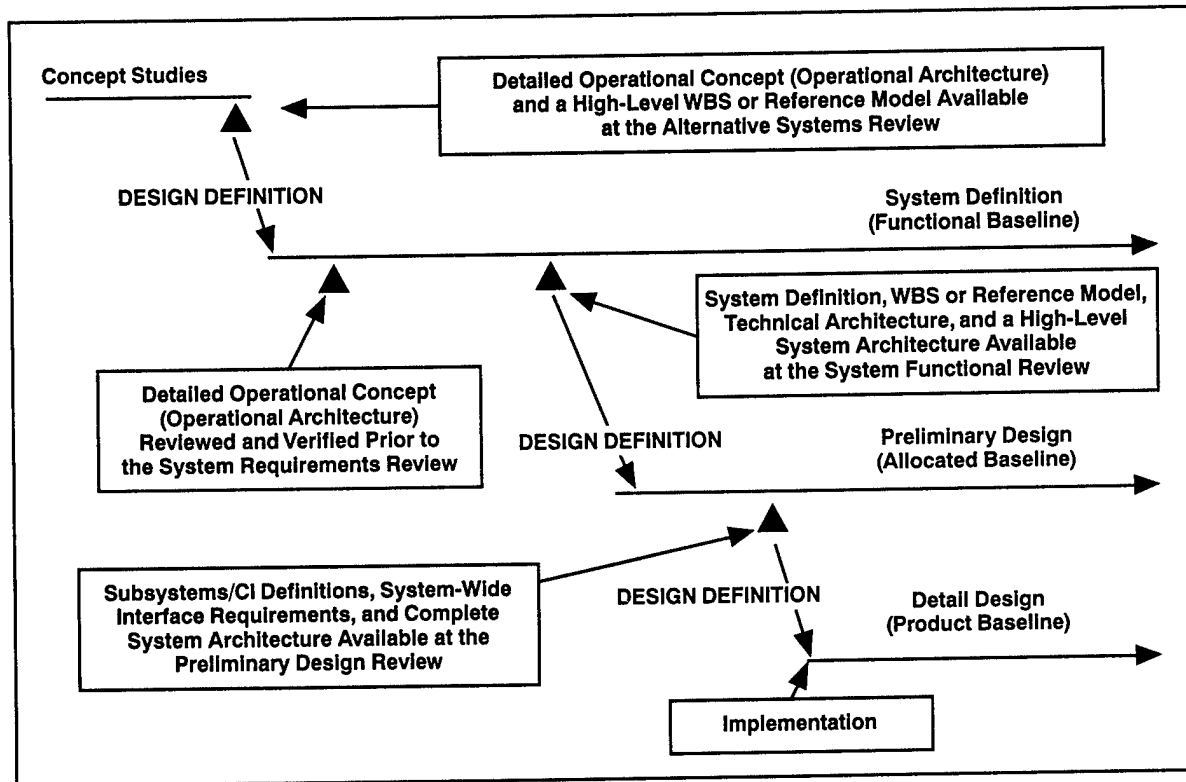 Concept Studies
Detailed Operational Concept (Operational Architecture)
and a High-Level WBS or Reference Model Available
at the Alternative Systems Review
DESIGN DEFINITION
System Definition
(Functional Baseline)
System Definition, WBS or Reference Model,
Technical Architecture, and a High-Level
System Architecture Available
at the System Functional Review
Detailed Operational Concept
(Operational Architecture)
Reviewed and Verified Prior to
the System Requirements Review
DESIGN DEFINITION
Preliminary Design
(Allocated Baseline)
Subsystems/CI Definitions, System-Wide
Interface Requirements, and Complete
System Architecture Available at the
Preliminary Design Review
DESIGN DEFINITION
Detail Design
(Product Baseline)
Implementation